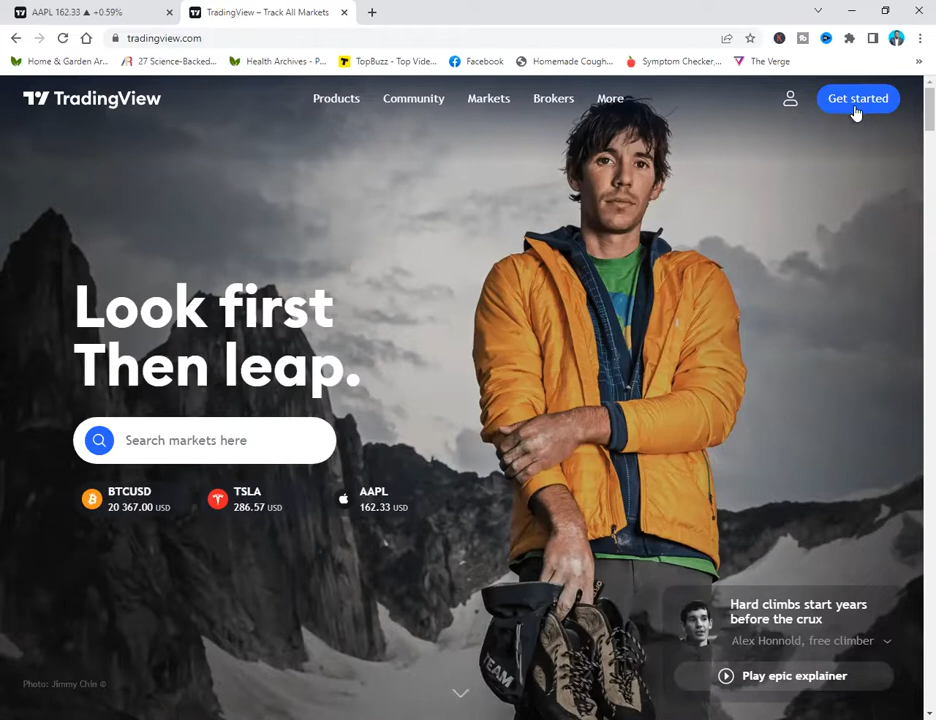 AAPL 162.33 ▲ +0.59%
TradingView – Track All Markets
tradingview.com
Home & Garden Ar...
27 Science-Backed...
Health Archives - P...
TopBuzz - Top Vide...
Facebook
Homemade Cough...
Symptom Checker,...
The Verge
»
TradingView
Products
Community
Markets
Brokers
More
Get started
Look first
Then leap.
Search markets here
BTCUSD
20 367.00 USD
TSLA
286.57 USD
AAPL
162.33 USD
TEAM
Hard climbs start years
before the crux
Alex Honnold, free climber
Play epic explainer
Photo: Jimmy Chin ©